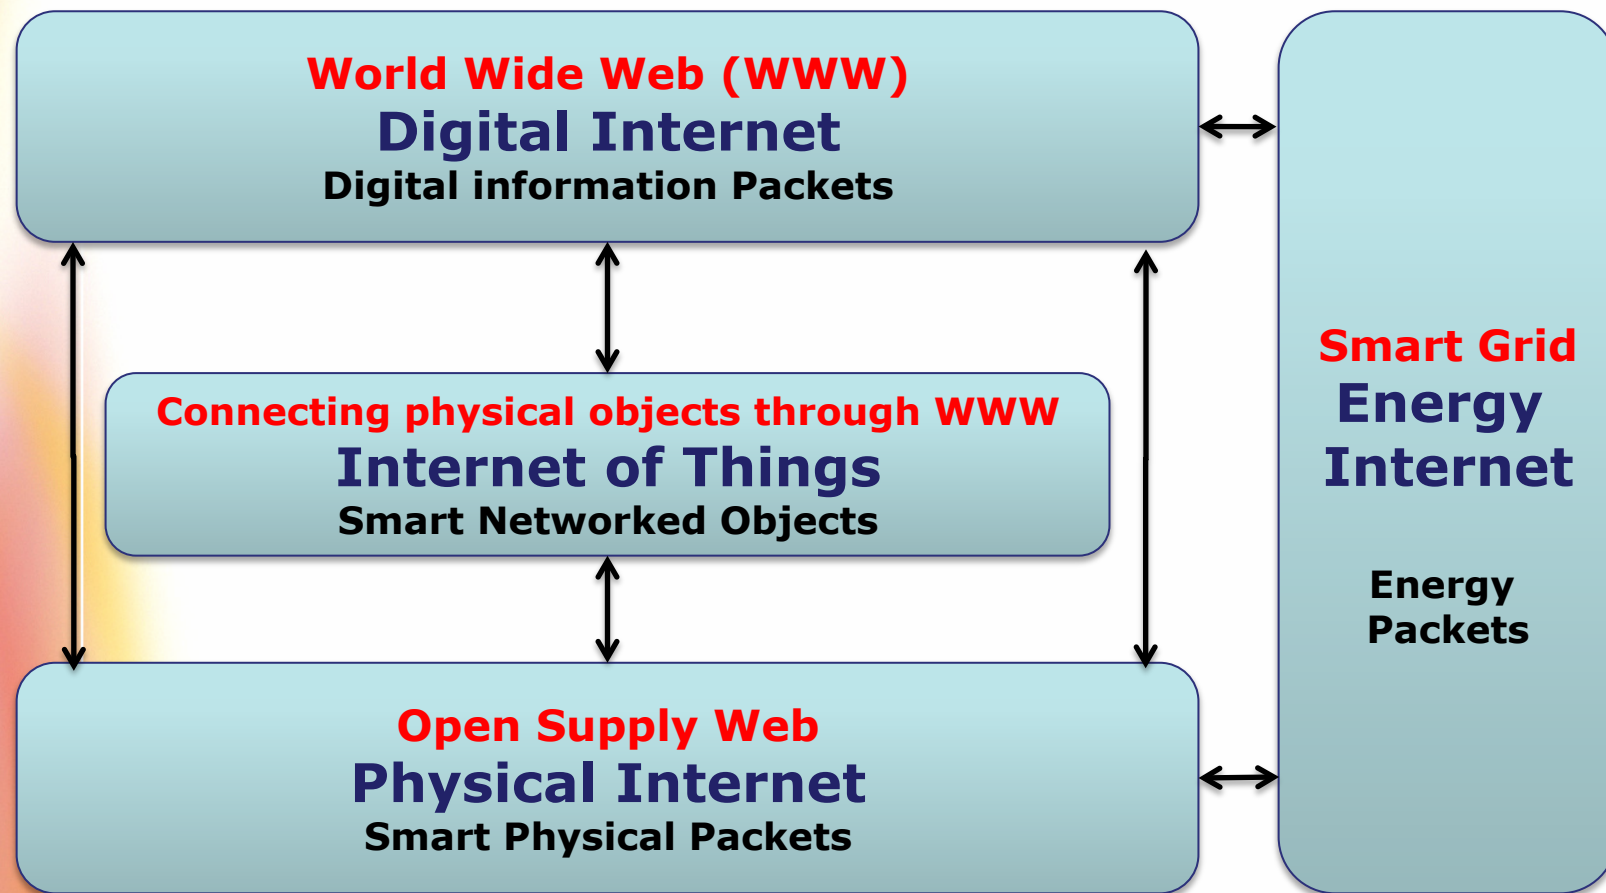 World Wide Web (WWW)
Digital Internet
Digital information Packets
Connecting physical objects through WWW
Internet of Things
Smart Networked Objects
Open Supply Web
Physical Internet
Smart Physical Packets
Smart Grid
Energy
Internet
Energy
Packets